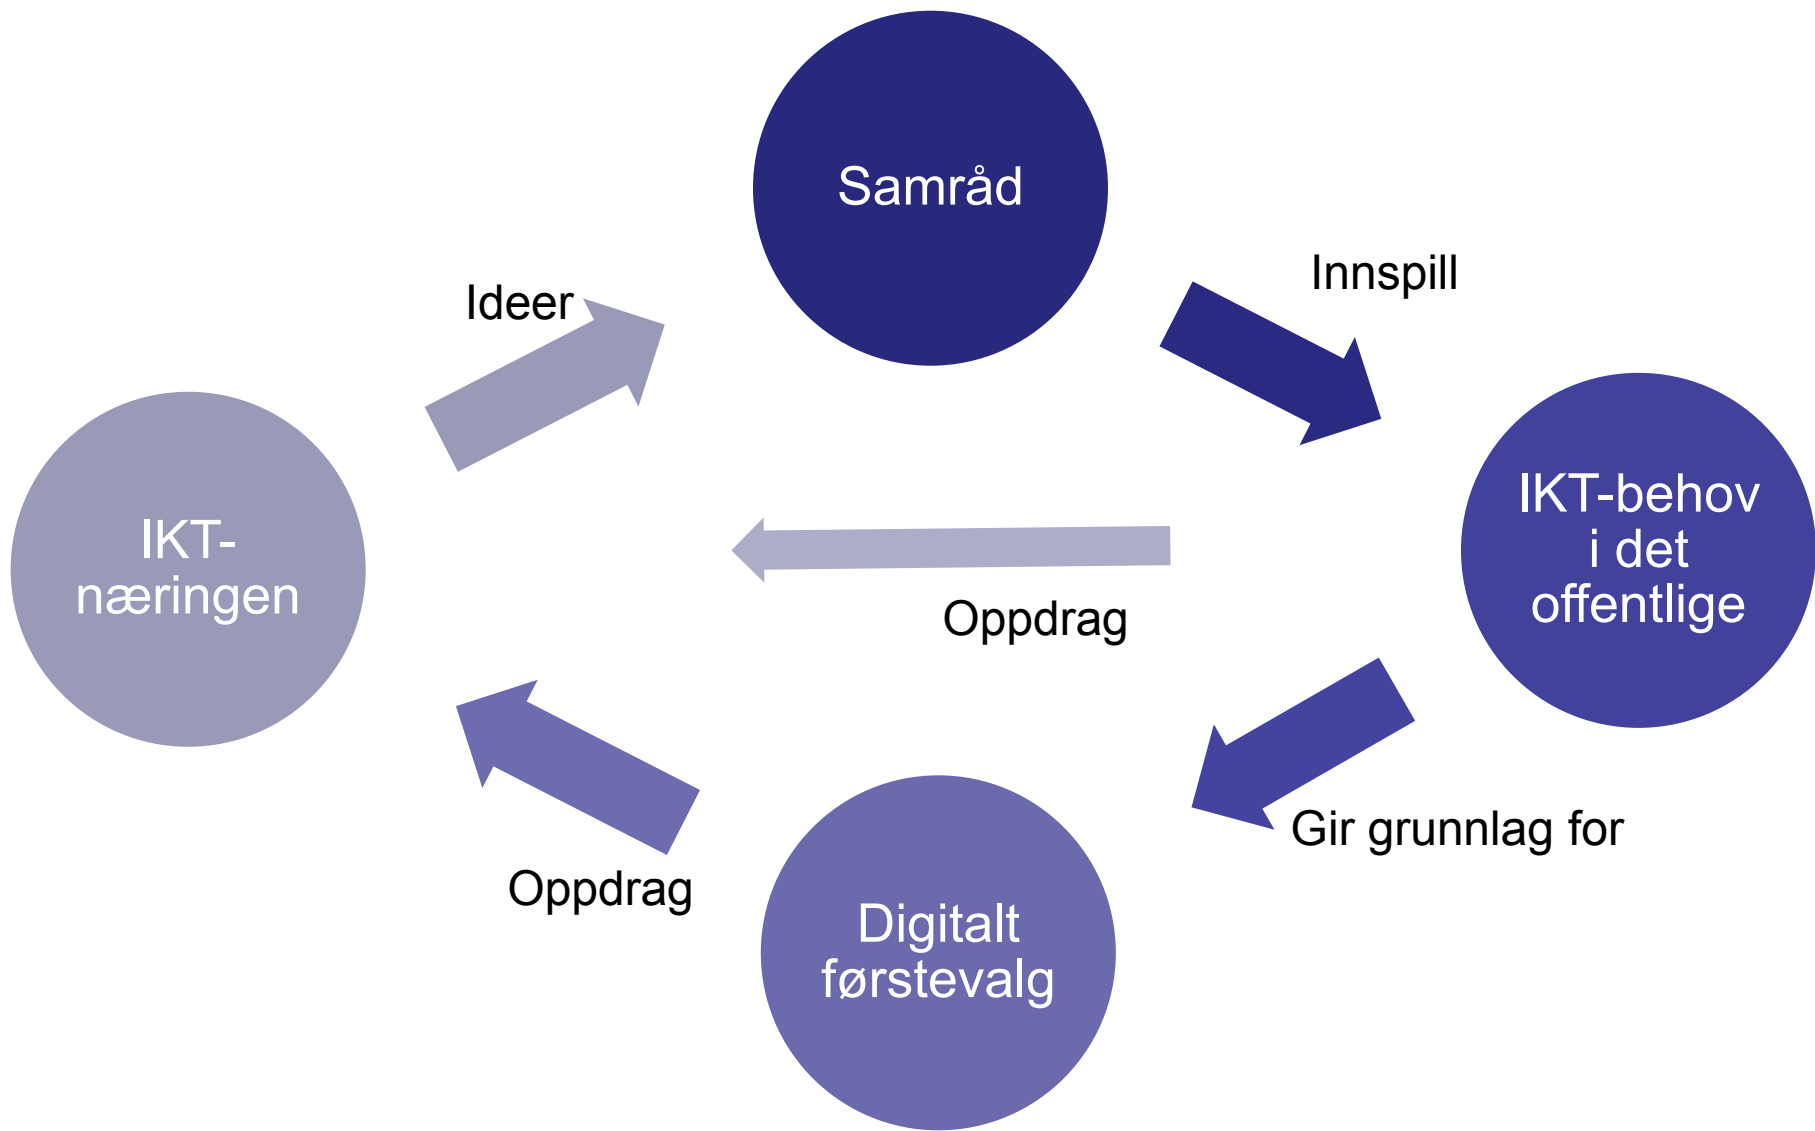 Samråd
Innspill
Ideer
IKT-
næringen
IKT-behov
i det
offentlige
Oppdrag
Gir grunnlag for
Oppdrag
Digitalt
førstevalg